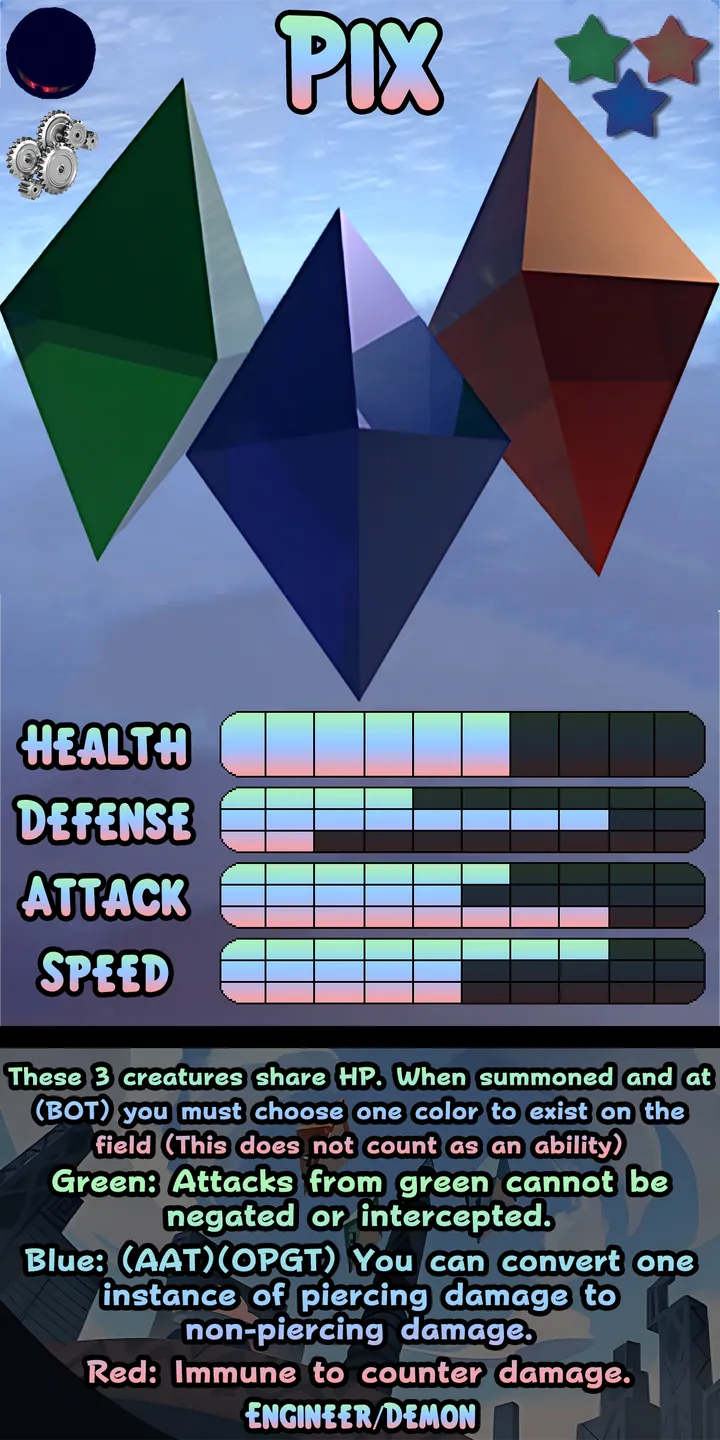 PIX
HEALTH
DEFENSE
ATTACK
SPEED
These 3 creatures share HP. When summoned and at
(BOT) you must choose one color to exist on the
field (This does not count as an ability)
Green: Attacks from green cannot be
negated or intercepted.
Blue: (AAT)(OPGT) You can convert one
instance of piercing damage to
non-piercing damage.
Red: Immune to counter damage.
ENGINEER/DEMON